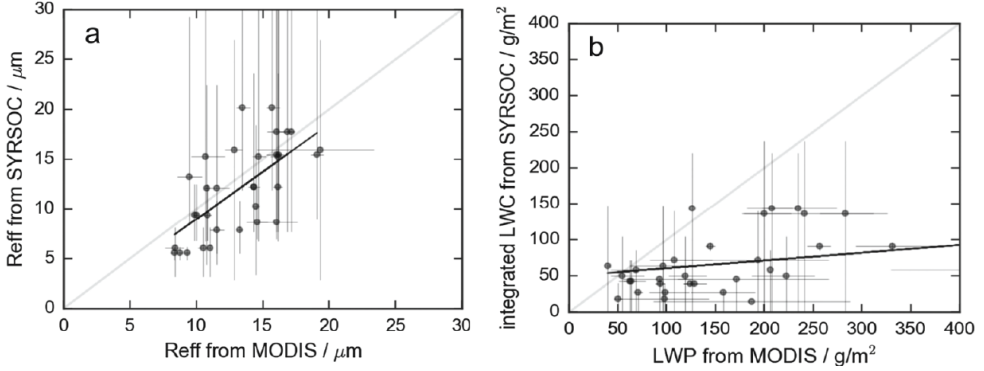 a
30
25
20
15
10
5
0
Reff from SYRSOC / μm
0 5 10 15 20 25 30
Reff from MODIS / μm
b
400
350
300
250
200
150
100
50
0
integrated LWC from SYRSOC / g/m²
0 50 100 150 200 250 300 350 400
LWP from MODIS / g/m²